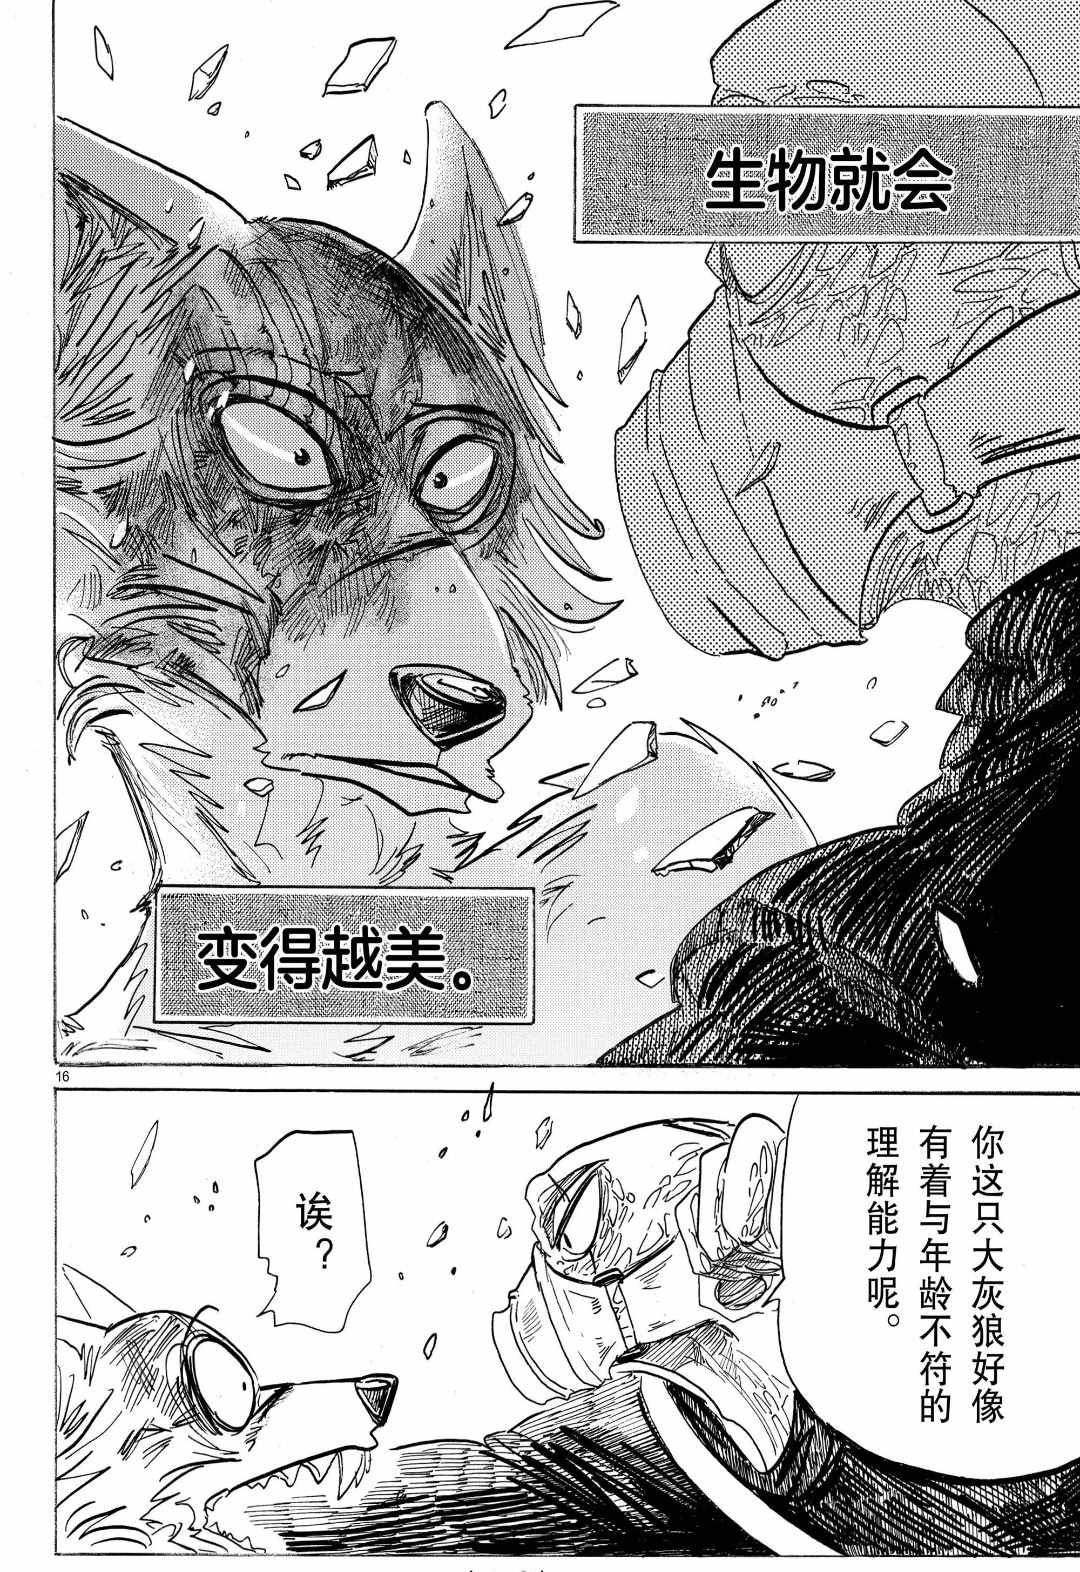 生物就会
变得越美。
16
你这只大灰狼好像
有着与年龄不符的
理解能力呢。
诶？